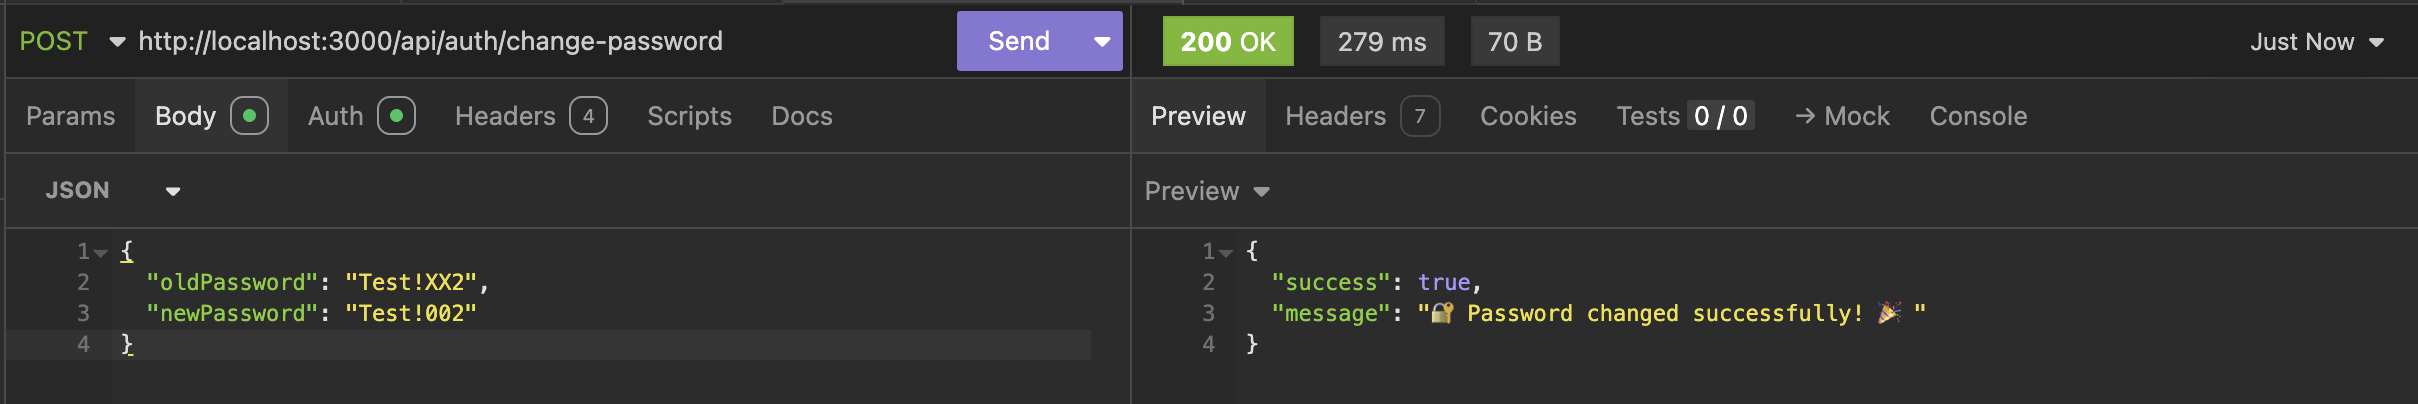 POST http://localhost:3000/api/auth/change-password Send 200 OK 279 ms 70 B Just Now
Params Body Auth Headers 4 Scripts Docs Preview Headers 7 Cookies Tests 0 / 0 → Mock Console
JSON Preview
1 {
2 "oldPassword": "Test!XX2",
3 "newPassword": "Test!002"
4 }
1 {
2 "success": true,
3 "message": "🔐 Password changed successfully! 🎉 "
4 }